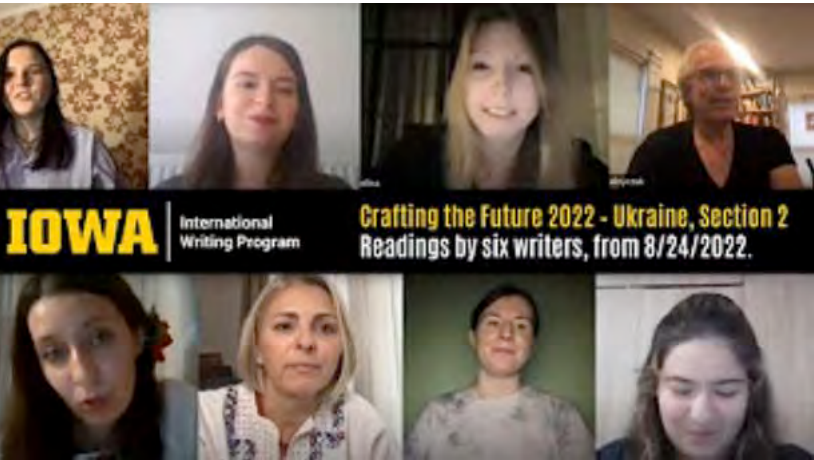 IOWA
International
Writing Program
Crafting the Future 2022 - Ukraine, Section 2
Readings by six writers, from 8/24/2022.